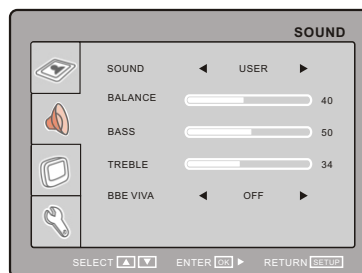 SOUND
SOUND ◀ USER ▶
BALANCE 40
BASS 50
TREBLE 34
BBE VIVA ◀ OFF ▶
SELECT ▲ ▼ ENTER OK ▶ RETURN SETUP